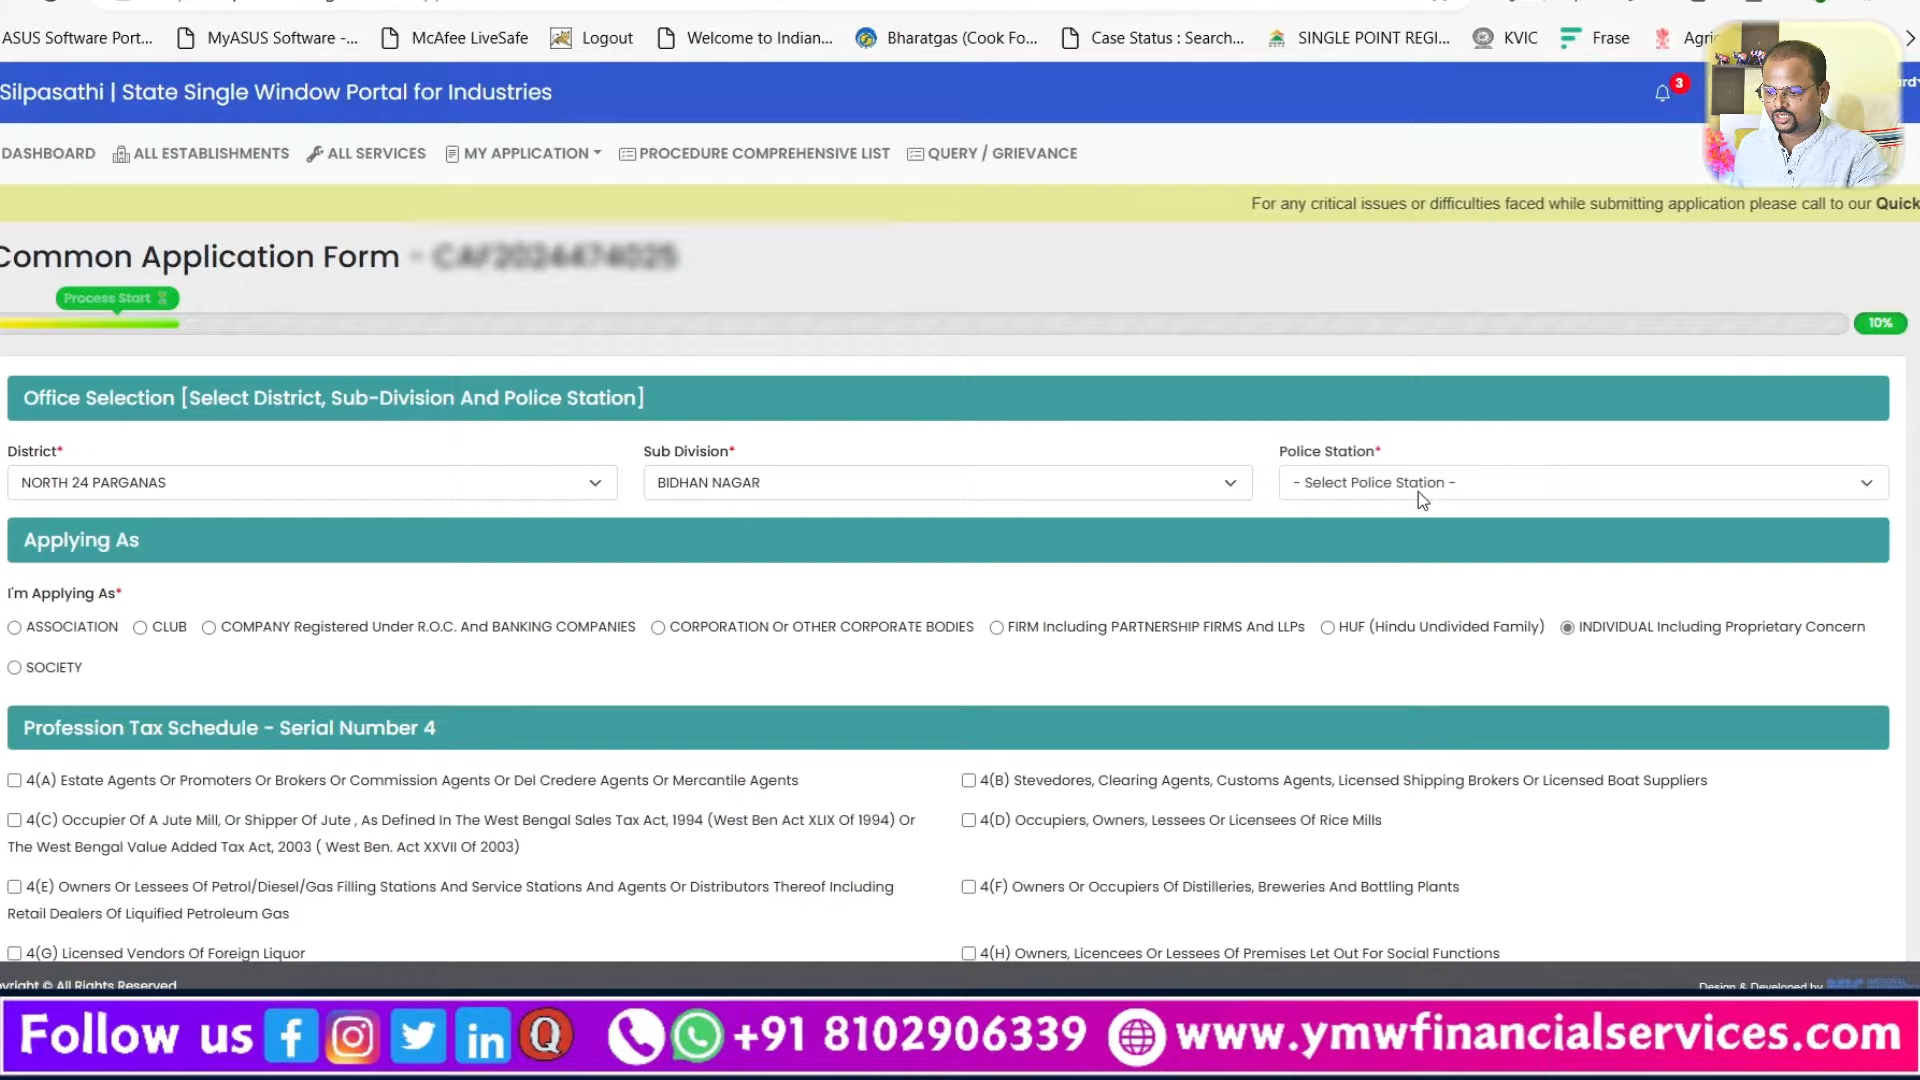 ASUS Software Port... MyASUS Software -... McAfee LiveSafe Logout Welcome to Indian... Bharatgas (Cook Fo... Case Status : Search... SINGLE POINT REGI... KVIC Frase Agri
Silpasathi | State Single Window Portal for Industries
3
DASHBOARD ALL ESTABLISHMENTS ALL SERVICES MY APPLICATION PROCEDURE COMPREHENSIVE LIST QUERY / GRIEVANCE
For any critical issues or difficulties faced while submitting application please call to our Quick
Common Application Form - CAF2024474025
Process Start
10%
Office Selection [Select District, Sub-Division And Police Station]
District* Sub Division* Police Station*
NORTH 24 PARGANAS BIDHAN NAGAR - Select Police Station -
Applying As
I'm Applying As*
ASSOCIATION CLUB COMPANY Registered Under R.O.C. And BANKING COMPANIES CORPORATION Or OTHER CORPORATE BODIES FIRM Including PARTNERSHIP FIRMS And LLPs HUF (Hindu Undivided Family) INDIVIDUAL Including Proprietary Concern
SOCIETY
Profession Tax Schedule - Serial Number 4
4(A) Estate Agents Or Promoters Or Brokers Or Commission Agents Or Del Credere Agents Or Mercantile Agents
4(B) Stevedores, Clearing Agents, Customs Agents, Licensed Shipping Brokers Or Licensed Boat Suppliers
4(C) Occupier Of A Jute Mill, Or Shipper Of Jute , As Defined In The West Bengal Sales Tax Act, 1994 (West Ben Act XLIX Of 1994) Or
The West Bengal Value Added Tax Act, 2003 ( West Ben. Act XXVII Of 2003)
4(D) Occupiers, Owners, Lessees Or Licensees Of Rice Mills
4(E) Owners Or Lessees Of Petrol/Diesel/Gas Filling Stations And Service Stations And Agents Or Distributors Thereof Including
Retail Dealers Of Liquified Petroleum Gas
4(F) Owners Or Occupiers Of Distilleries, Breweries And Bottling Plants
4(G) Licensed Vendors Of Foreign Liquor
4(H) Owners, Licencees Or Lessees Of Premises Let Out For Social Functions
pyright © All Rights Reserved
Design & Developed by
Follow us +91 8102906339 www.ymwfinancialservices.com